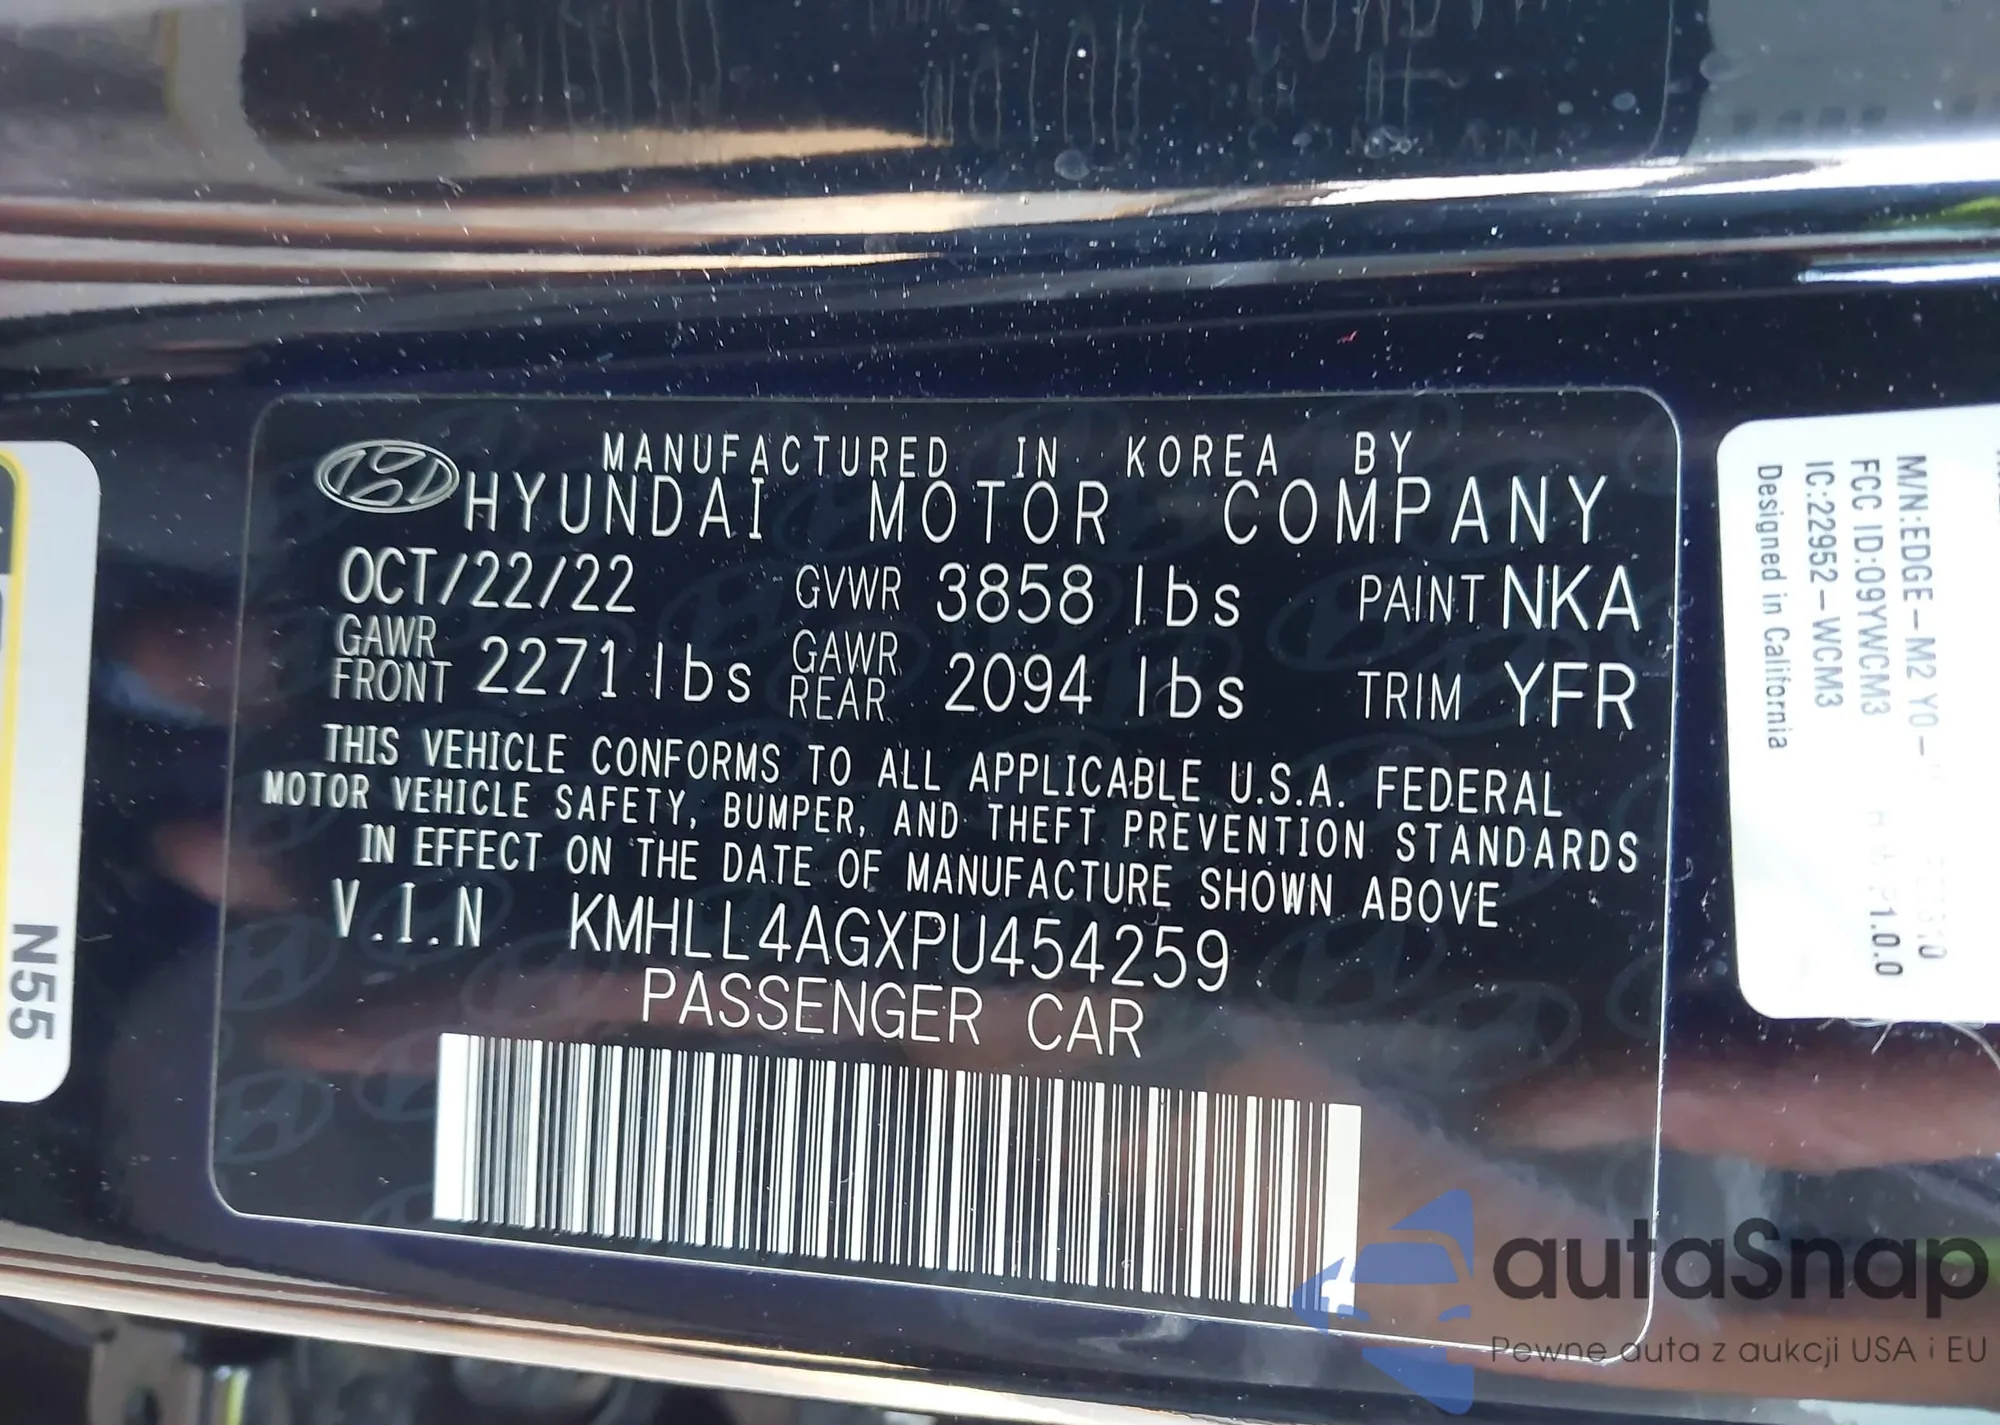 MANUFACTURED IN KOREA BY
HYUNDAI MOTOR COMPANY
OCT/22/22 GVWR 3858 lbs PAINT NKA
GAWR FRONT 2271 lbs GAWR REAR 2094 lbs TRIM YFR
THIS VEHICLE CONFORMS TO ALL APPLICABLE U.S.A. FEDERAL
MOTOR VEHICLE SAFETY, BUMPER, AND THEFT PREVENTION STANDARDS
IN EFFECT ON THE DATE OF MANUFACTURE SHOWN ABOVE
V.I.N KMHLL4AGXPU454259
PASSENGER CAR
N55
M/N:EDGE-M2
FCC ID:09YWCM3
IC:22952-WCM3
Designed in California
autaSnap
Pewne auta z aukcji USA i EU